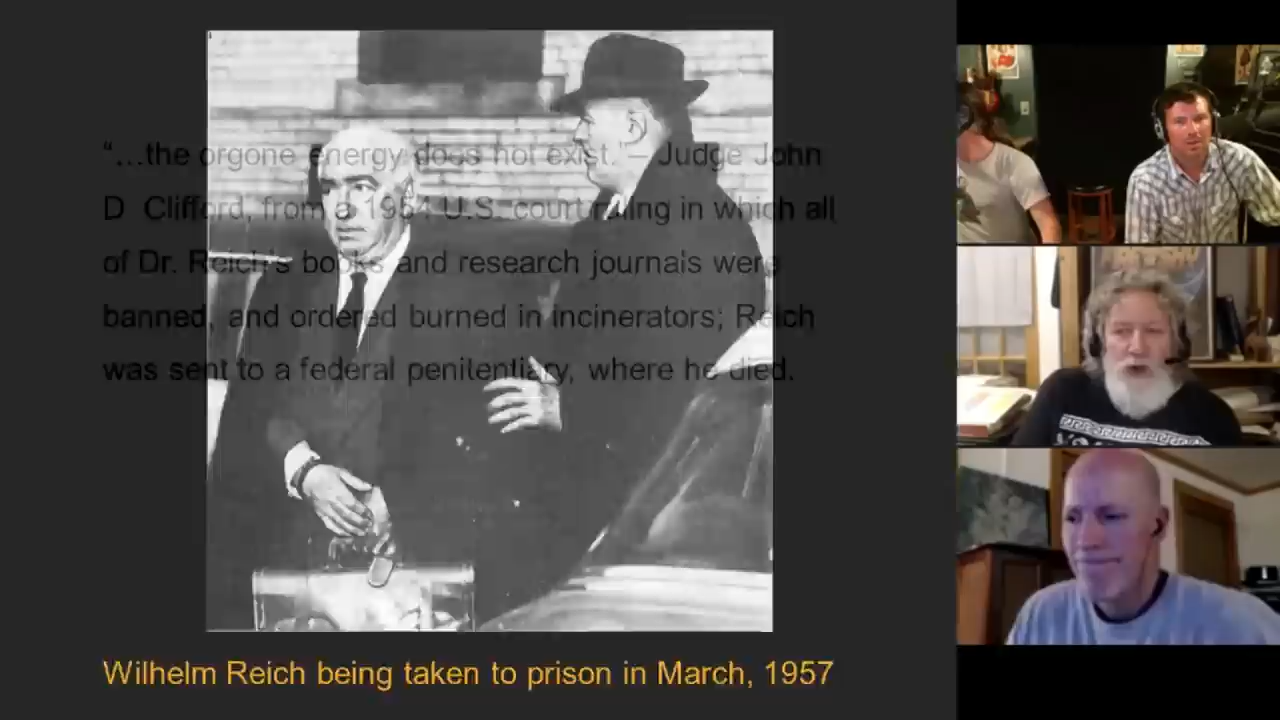 “...the orgone energy does not exist.” – Judge John
D Clifford, from a 1954 U.S. court ruling in which all
of Dr. Reich's books and research journals were
banned, and ordered burned in incinerators; Reich
was sent to a federal penitentiary, where he died.
Wilhelm Reich being taken to prison in March, 1957